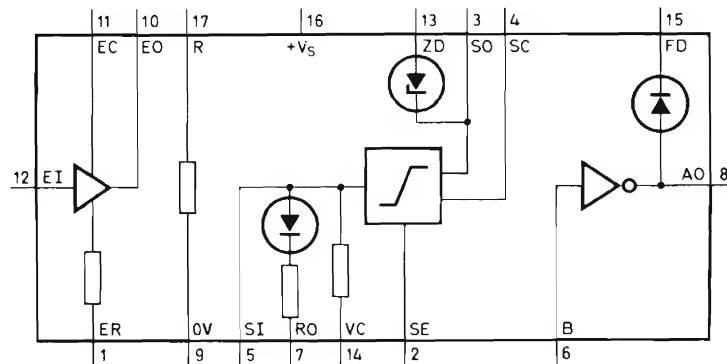 11 10 17 16 13 3 4 15
EC EO R +VS ZD SO SC FD
12 EI
AO 8
ER 0V SI RO VC SE B
1 9 5 7 14 2 6